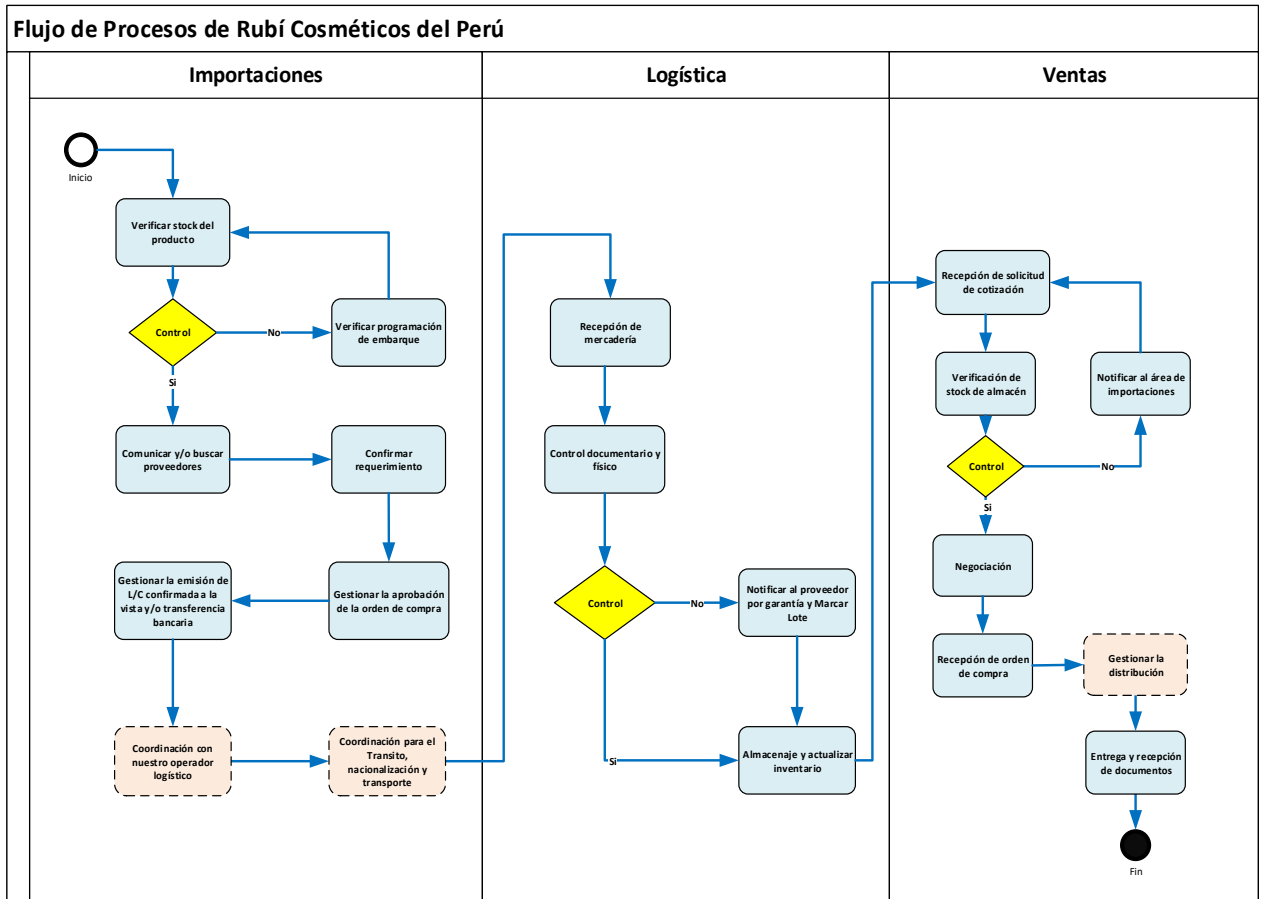 Flujo de Procesos de Rubí Cosméticos del Perú
Importaciones
Logística
Ventas
Inicio
Verificar stock del
producto
Control
No
Verificar programación
de embarque
Si
Comunicar y/o buscar
proveedores
Confirmar
requerimiento
Gestionar la aprobación
de la orden de compra
Gestionar la emisión de
L/C confirmada a la
vista y/o transferencia
bancaria
Coordinación con
nuestro operador
logístico
Coordinación para el
Transito,
nacionalización y
transporte
Recepción de
mercadería
Control documentario y
físico
Control
No
Notificar al proveedor
por garantía y Marcar
Lote
Si
Almacenaje y actualizar
inventario
Recepción de solicitud
de cotización
Verificación de
stock de almacén
Notificar al área de
importaciones
Control
No
Si
Negociación
Recepción de orden
de compra
Gestionar la
distribución
Entrega y recepción
de documentos
Fin